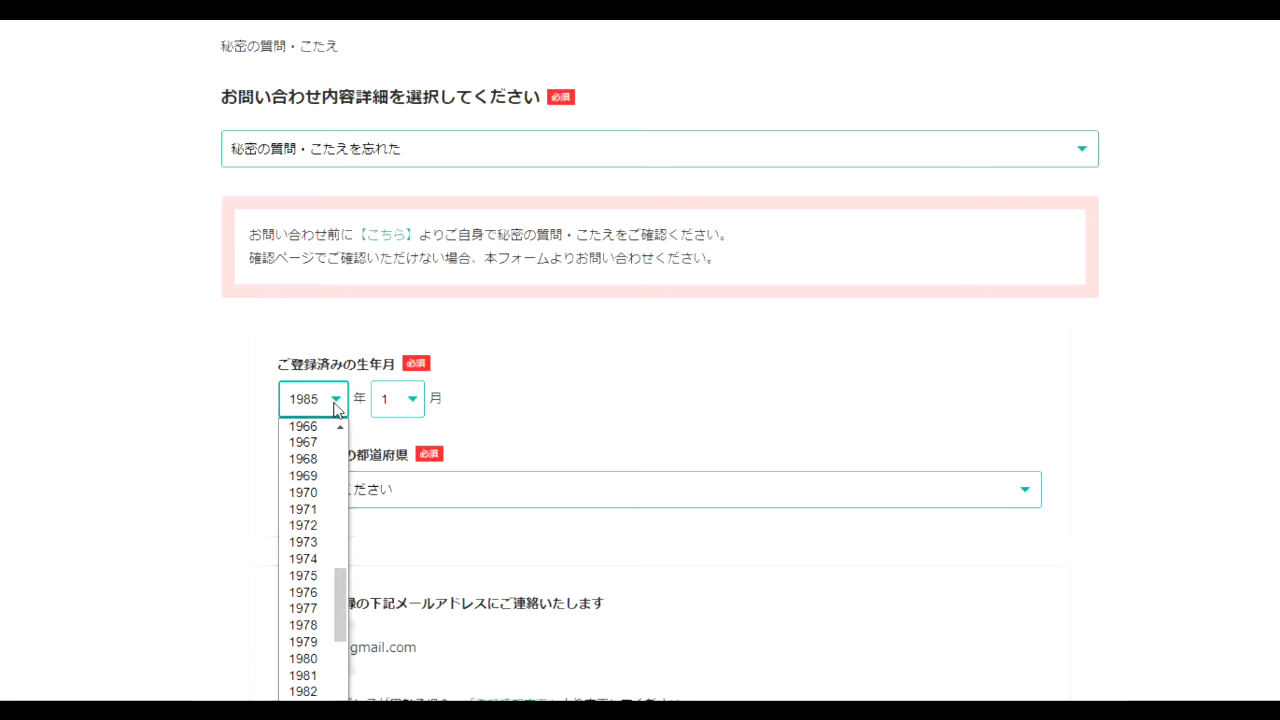 秘密の質問・こたえ
お問い合わせ内容詳細を選択してください 必須
秘密の質問・こたえを忘れた
お問い合わせ前に【こちら】よりご自身で秘密の質問・こたえをご確認ください。
確認ページでご確認いただけない場合、本フォームよりお問い合わせください。
ご登録済みの生年月 必須
1985 年 1 月
1966
1967
の都道府県 必須
1968
1969
ください
1970
1971
1972
1973
1974
1975
1976
録の下記メールアドレスにご連絡いたします
1977
1978
1979
gmail.com
1980
1981
1982